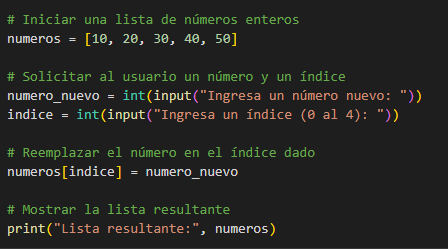 # Iniciar una lista de números enteros
numeros = [10, 20, 30, 40, 50]
# Solicitar al usuario un número y un índice
numero_nuevo = int(input("Ingresa un número nuevo: "))
indice = int(input("Ingresa un índice (0 al 4): "))
# Reemplazar el número en el índice dado
numeros[indice] = numero_nuevo
# Mostrar la lista resultante
print("Lista resultante:", numeros)